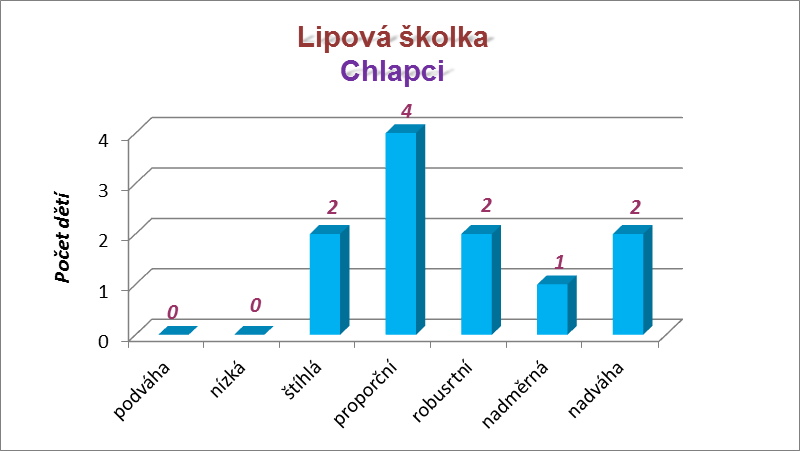 Lipová školka
Chlapci
Počet dětí
4
3
2
1
0
0
0
2
4
2
1
2
podváha
nízká
štíhlá
proporční
robusrtní
nadměrná
nadváha